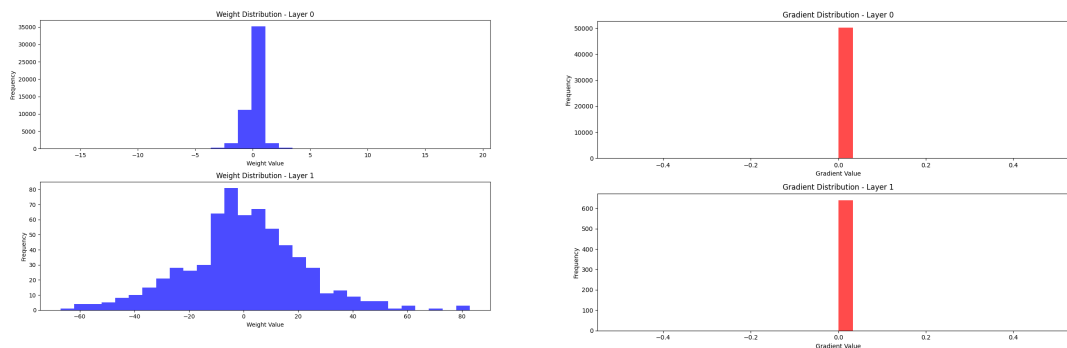 Weight Distribution - Layer 0
Frequency
35000
30000
25000
20000
15000
10000
5000
0
−15 −10 −5 0 5 10 15 20
Weight Value
Weight Distribution - Layer 1
Frequency
80
70
60
50
40
30
20
10
0
−60 −40 −20 0 20 40 60 80
Weight Value
Gradient Distribution - Layer 0
Frequency
50000
40000
30000
20000
10000
0
−0.4 −0.2 0.0 0.2 0.4
Gradient Value
Gradient Distribution - Layer 1
Frequency
600
500
400
300
200
100
0
−0.4 −0.2 0.0 0.2 0.4
Gradient Value